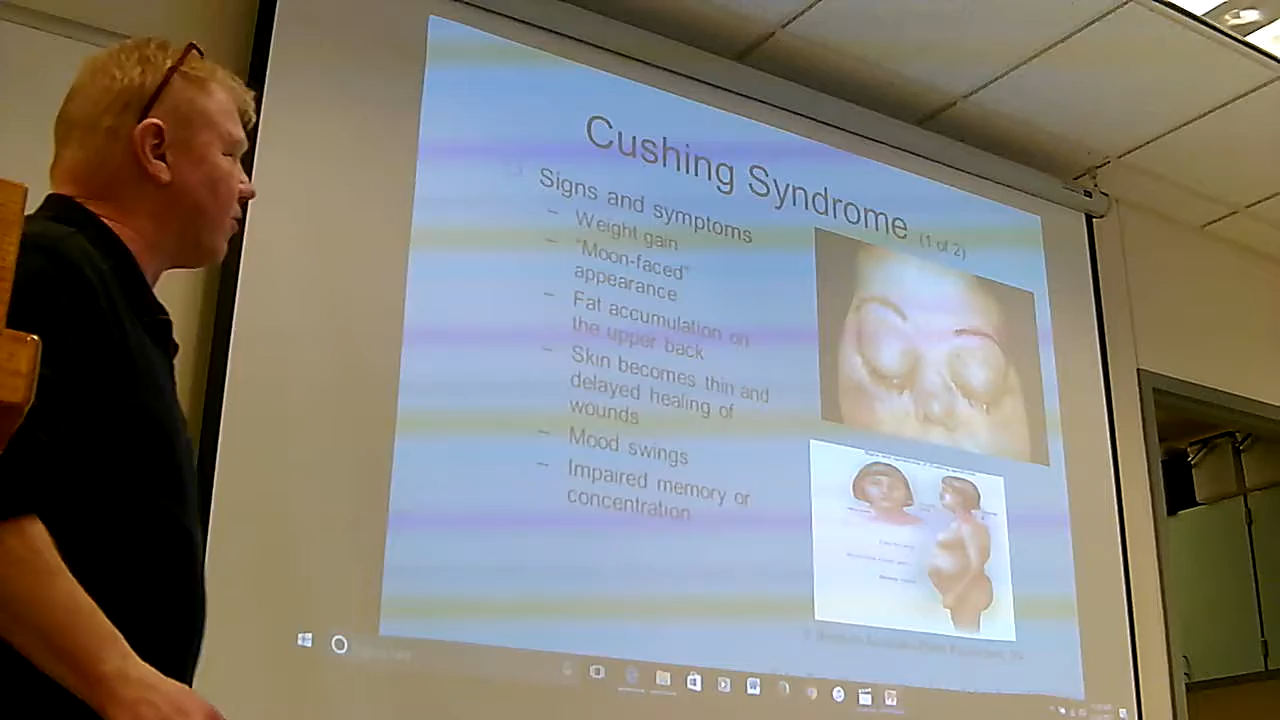 Cushing Syndrome (1 of 2)
Signs and symptoms
– Weight gain
– "Moon-faced"
appearance
– Fat accumulation on
the upper back
– Skin becomes thin and
delayed healing of
wounds
– Mood swings
– Impaired memory or
concentration